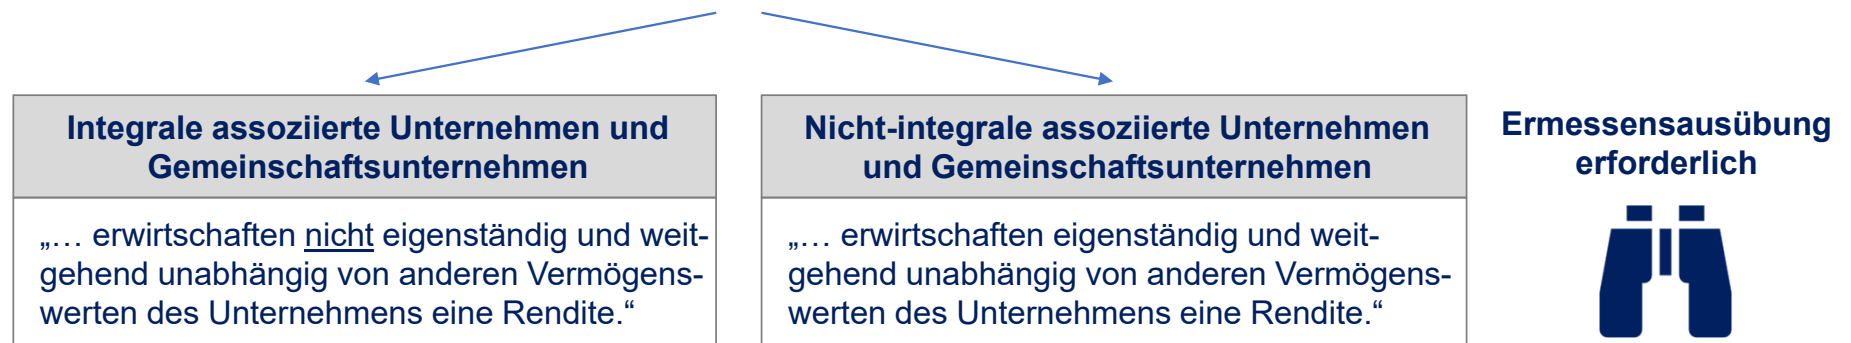 Integrale assoziierte Unternehmen und
Gemeinschaftsunternehmen
„… erwirtschaften nicht eigenständig und weit-
gehend unabhängig von anderen Vermögens-
werten des Unternehmens eine Rendite.“
Nicht-integrale assoziierte Unternehmen
und Gemeinschaftsunternehmen
„… erwirtschaften eigenständig und weit-
gehend unabhängig von anderen Vermögens-
werten des Unternehmens eine Rendite.“
Ermessensausübung
erforderlich